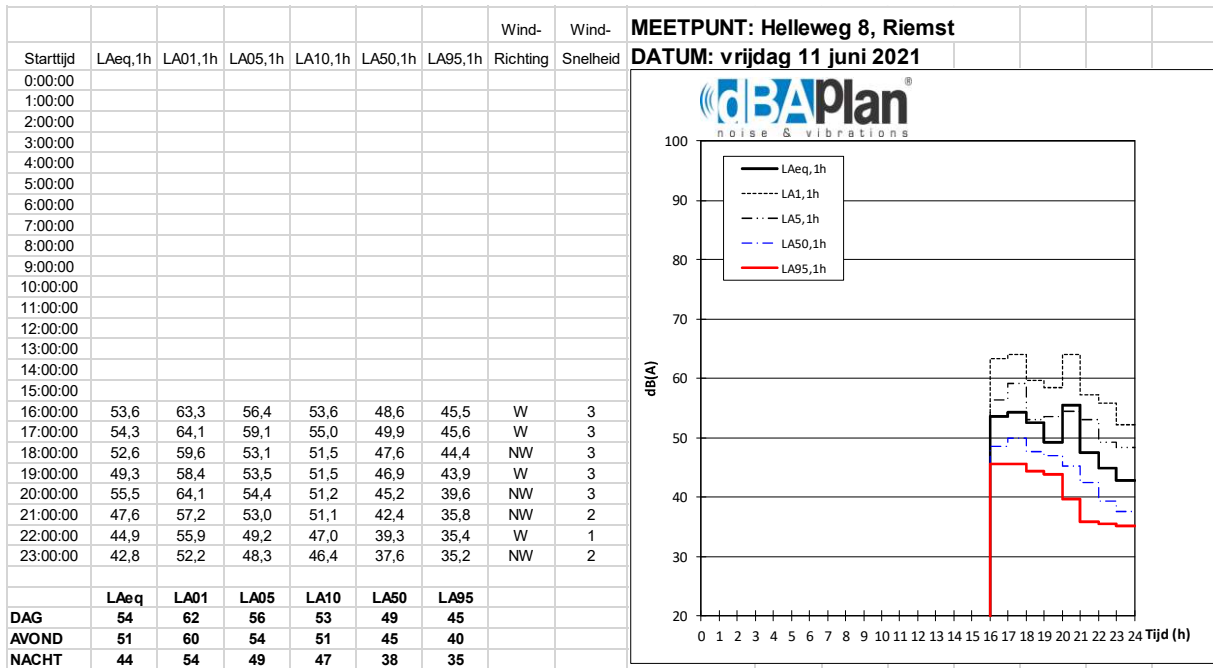 Wind- Wind- MEETPUNT: Helleweg 8, Riemst
Starttijd LAeq,1h LA01,1h LA05,1h LA10,1h LA50,1h LA95,1h Richting Snelheid DATUM: vrijdag 11 juni 2021
0:00:00
1:00:00
2:00:00
3:00:00
4:00:00
5:00:00
6:00:00
7:00:00
8:00:00
9:00:00
10:00:00
11:00:00
12:00:00
13:00:00
14:00:00
15:00:00
16:00:00 53,6 63,3 56,4 53,6 48,6 45,5 W 3
17:00:00 54,3 64,1 59,1 55,0 49,9 45,6 W 3
18:00:00 52,6 59,6 53,1 51,5 47,6 44,4 NW 3
19:00:00 49,3 58,4 53,5 51,5 46,9 43,9 W 3
20:00:00 55,5 64,1 54,4 51,2 45,2 39,6 NW 3
21:00:00 47,6 57,2 53,0 51,1 42,4 35,8 NW 2
22:00:00 44,9 55,9 49,2 47,0 39,3 35,4 W 1
23:00:00 42,8 52,2 48,3 46,4 37,6 35,2 NW 2
LAeq LA01 LA05 LA10 LA50 LA95
DAG 54 62 56 53 49 45
AVOND 51 60 54 51 45 40
NACHT 44 54 49 47 38 35
dBAPlan®
noise & vibrations
100
90
80
70
60
50
40
30
20
dB(A)
LAeq,1h
LA1,1h
LA5,1h
LA50,1h
LA95,1h
0 1 2 3 4 5 6 7 8 9 10 11 12 13 14 15 16 17 18 19 20 21 22 23 24 Tijd (h)